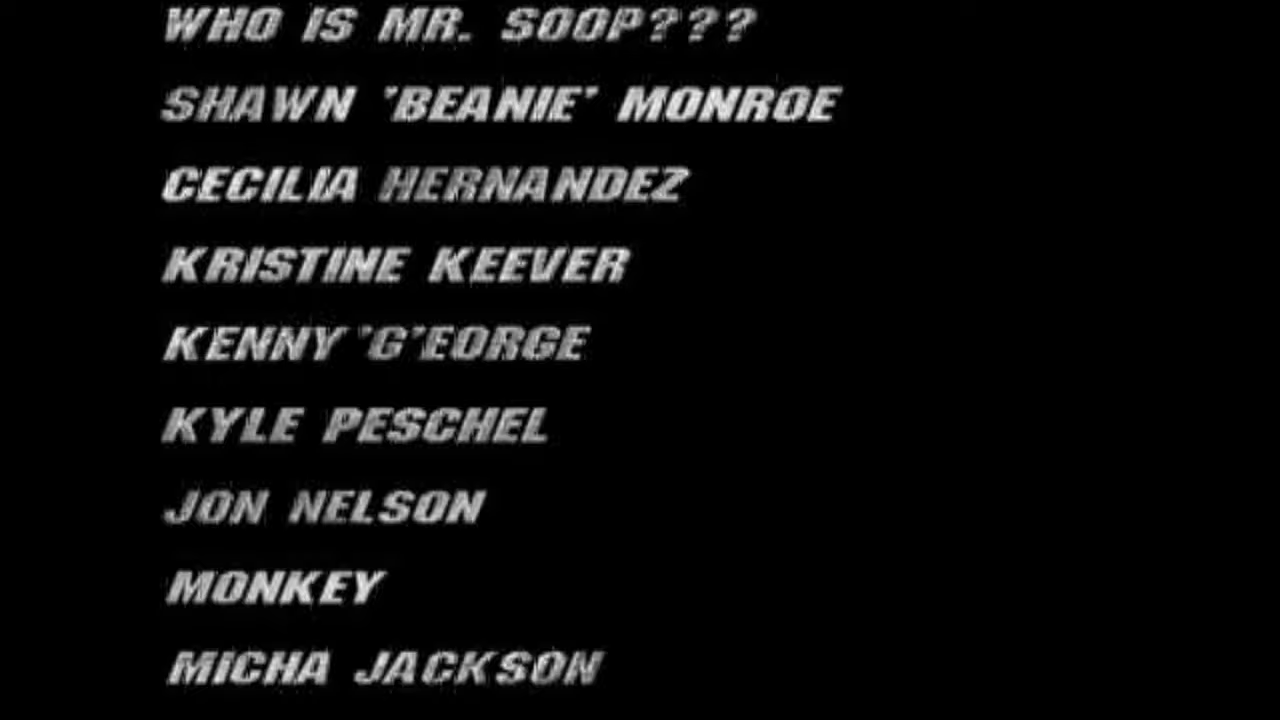 WHO IS MR. SOOP???
SHAWN 'BEANIE' MONROE
CECILIA HERNANDEZ
KRISTINE KEEVER
KENNY 'G'EORGE
KYLE PESCHEL
JON NELSON
MONKEY
MICHA JACKSON